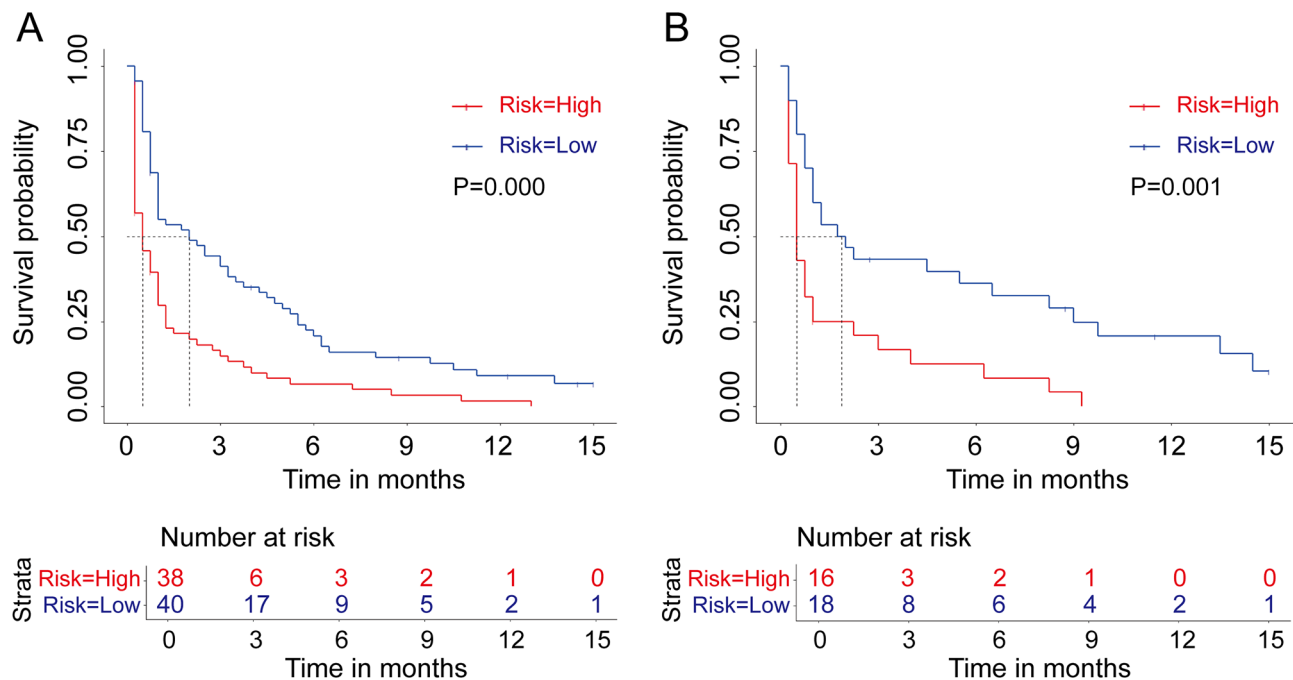 A
Survival probability
1.00
0.75
0.50
0.25
0.00
Risk=High
Risk=Low
P=0.000
0 3 6 9 12 15
Time in months
Number at risk
Strata
Risk=High 38 6 3 2 1 0
Risk=Low 40 17 9 5 2 1
0 3 6 9 12 15
Time in months
B
Survival probability
1.00
0.75
0.50
0.25
0.00
Risk=High
Risk=Low
P=0.001
0 3 6 9 12 15
Time in months
Number at risk
Strata
Risk=High 16 3 2 1 0 0
Risk=Low 18 8 6 4 2 1
0 3 6 9 12 15
Time in months